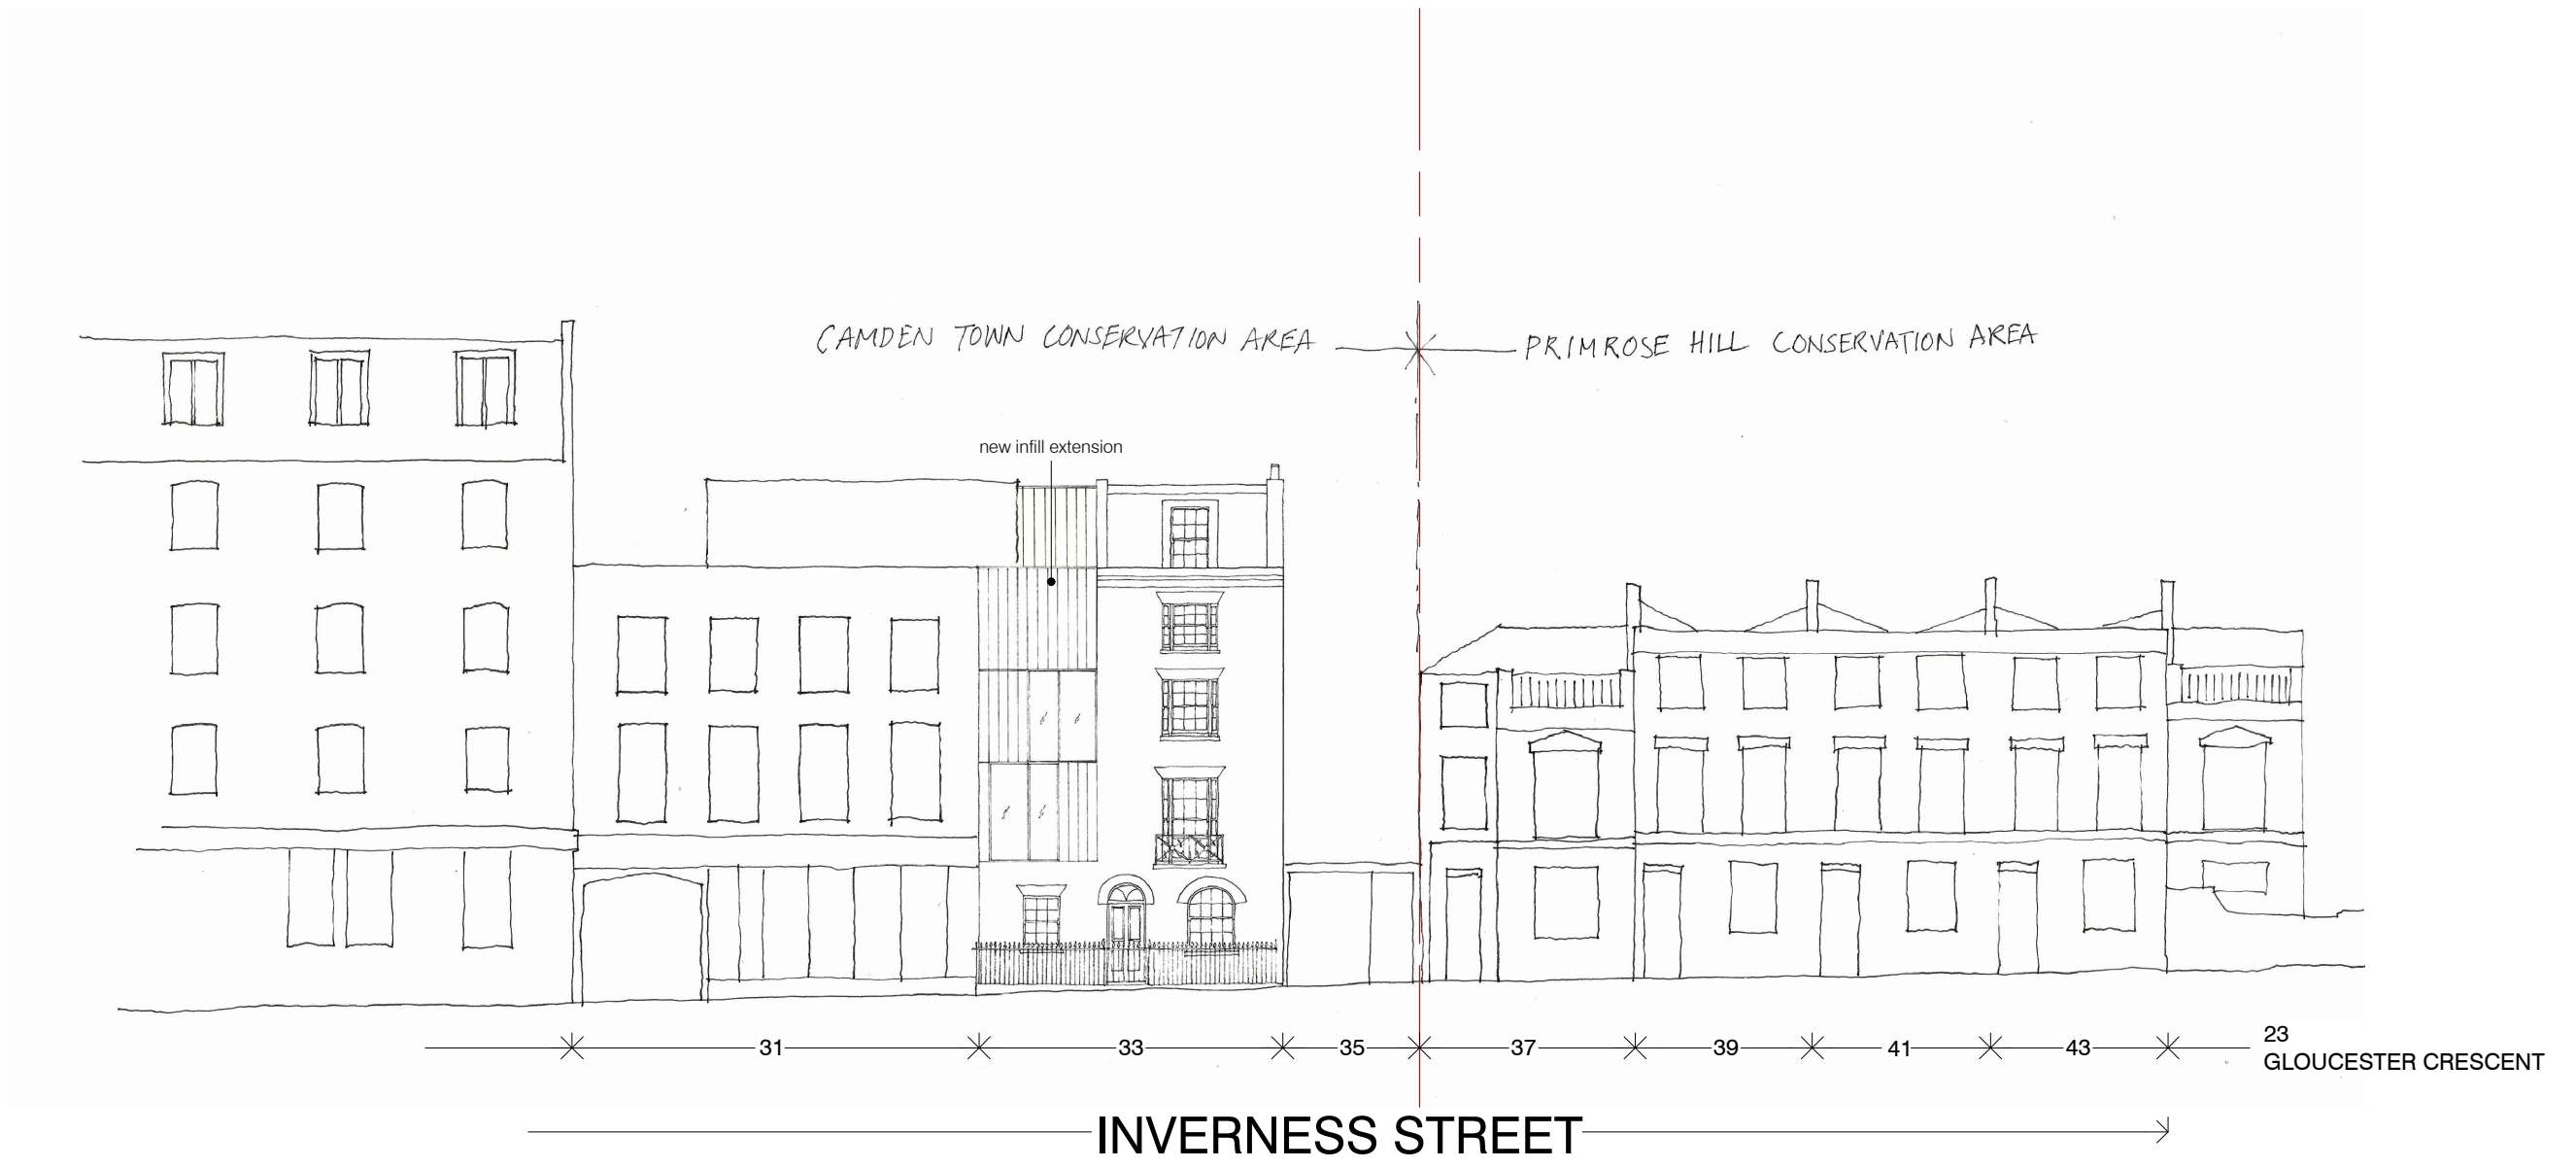 CAMDEN TOWN CONSERVATION AREA
PRIMROSE HILL CONSERVATION AREA
new infill extension
31
33
35
37
39
41
43
23
GLOUCESTER CRESCENT
INVERNESS STREET